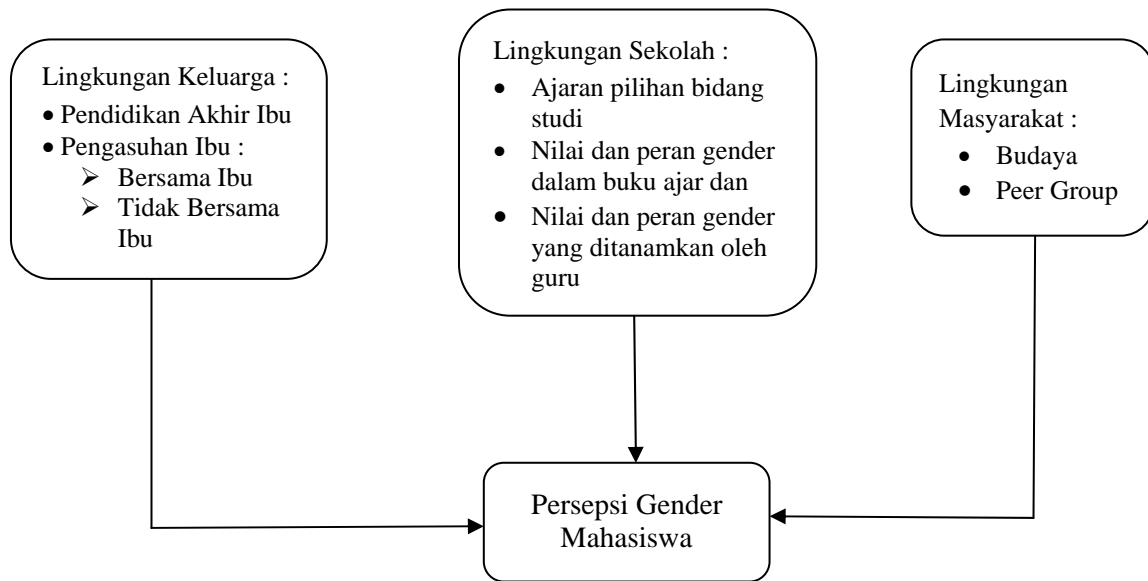 Lingkungan Keluarga :
• Pendidikan Akhir Ibu
• Pengasuhan Ibu :
➢ Bersama Ibu
➢ Tidak Bersama
Ibu
Lingkungan Sekolah :
• Ajaran pilihan bidang
studi
• Nilai dan peran gender
dalam buku ajar dan
• Nilai dan peran gender
yang ditanamkan oleh
guru
Lingkungan
Masyarakat :
• Budaya
• Peer Group
Persepsi Gender
Mahasiswa